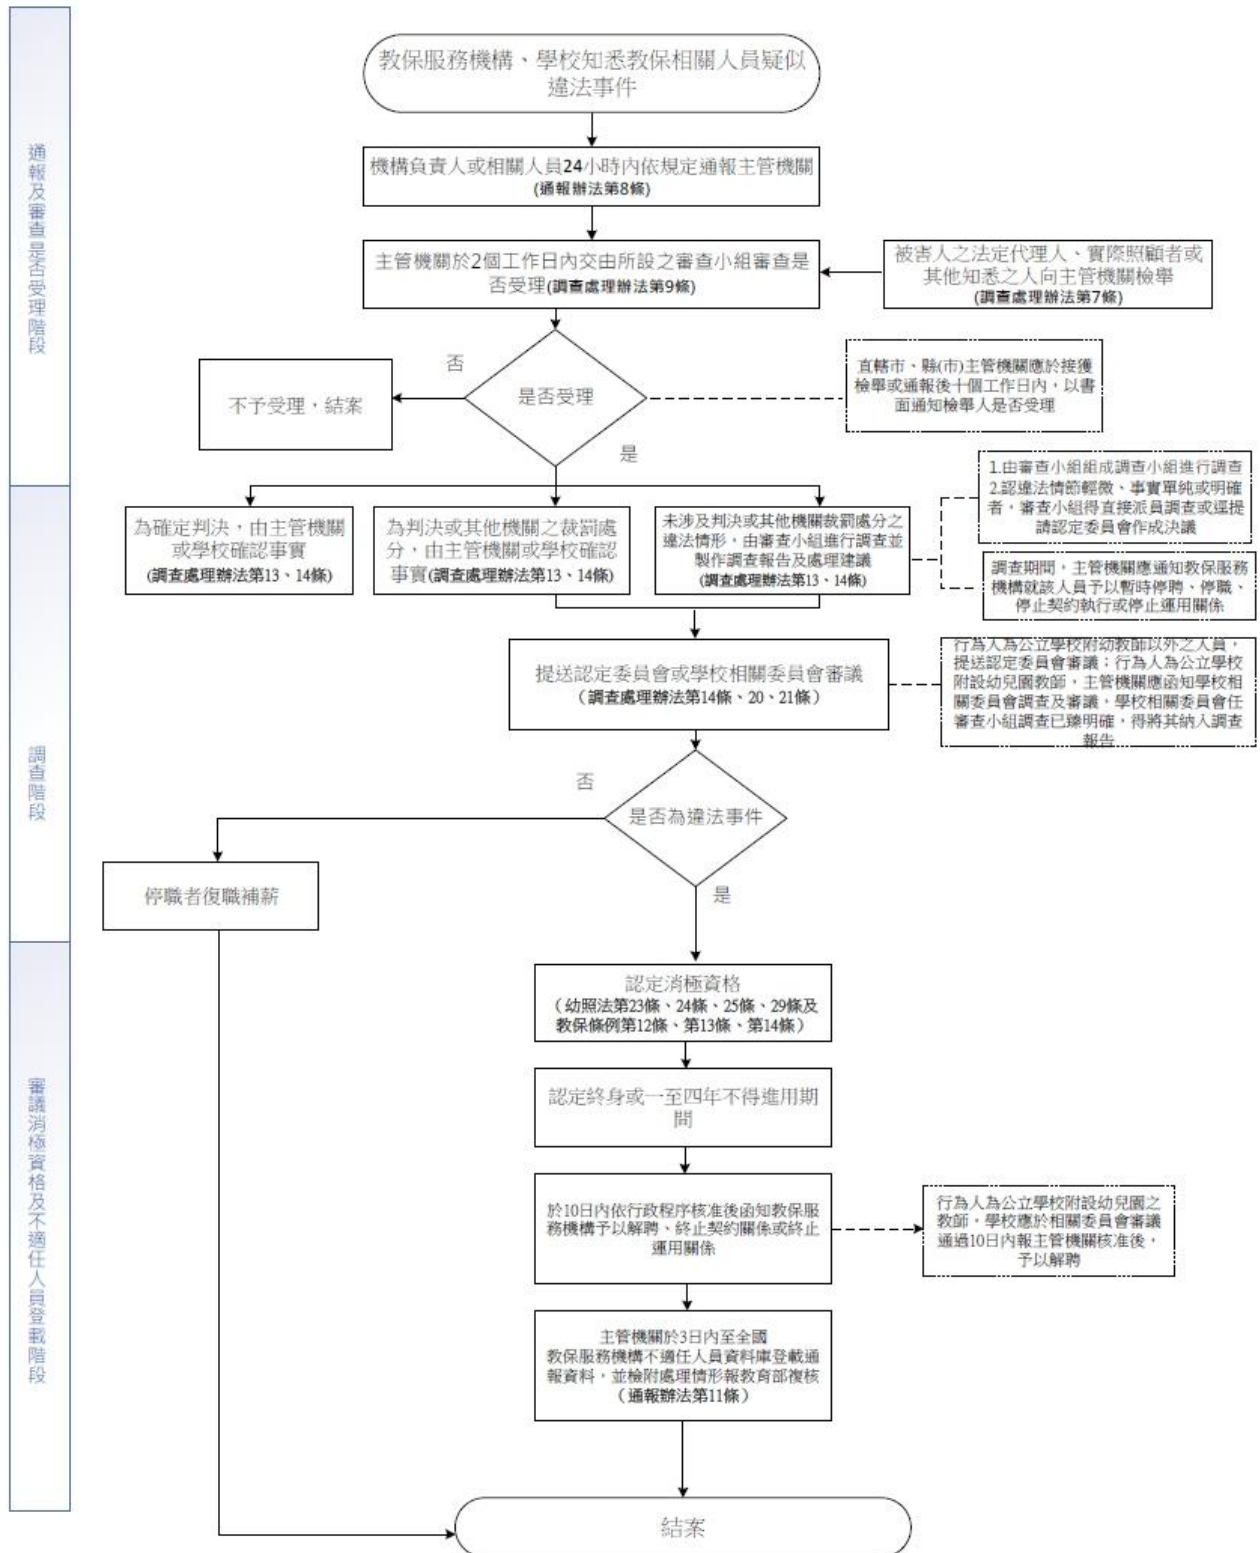 通報及審查是否受理階段
教保服務機構、學校知悉教保相關人員疑似
違法事件
機構負責人或相關人員24小時內依規定通報主管機關
(通報辦法第8條)
主管機關於2個工作日內交由所設之審查小組審查是
否受理(調查處理辦法第9條)
被害人之法定代理人、實際照顧者或
其他知悉之人向主管機關檢舉
(調查處理辦法第7條)
否
不予受理，結案
是否受理
直轄市、縣(市)主管機關應於接獲
檢舉或通報後十個工作日內，以書
面通知檢舉人是否受理
是
調查階段
為確定判決，由主管機關
或學校確認事實
(調查處理辦法第13、14條)
為判決或其他機關之裁罰處
分，由主管機關或學校確認
事實(調查處理辦法第13、14條)
未涉及判決或其他機關裁罰處分之
違法情形，由審查小組進行調查並
製作調查報告及處理建議
(調查處理辦法第13、14條)
1.由審查小組組成調查小組進行調查
2.認違法情節輕微、事實單純或明確
者，審查小組得直接派員調查或逕提
請認定委員會作成決議
調查期間，主管機關應通知教保服務
機構就該人員予以暫時停聘、停職、
停止契約執行或停止運用關係
提送認定委員會或學校相關委員會審議
（調查處理辦法第14條、20、21條）
行為人為公立學校附幼教師以外之人員，
提送認定委員會審議；行為人為公立學校
附設幼兒園教師，主管機關應函知學校相
關委員會調查及審議，學校相關委員會任
審查小組調查已臻明確，得將其納入調查
報告
否
是否為違法事件
停職者復職補薪
是
審議消極資格及不適任人員登載階段
認定消極資格
（幼照法第23條、24條、25條、29條及
教保條例第12條、第13條、第14條）
認定終身或一至四年不得進用期
間
於10日內依行政程序核准後函知教保服
務機構予以解聘、終止契約關係或終止
運用關係
行為人為公立學校附設幼兒園之
教師，學校應於相關委員會審議
通過10日內報主管機關核准後，
予以解聘
主管機關於3日內至全國
教保服務機構不適任人員資料庫登載通
報資料，並檢附處理情形報教育部複核
（通報辦法第11條）
結案